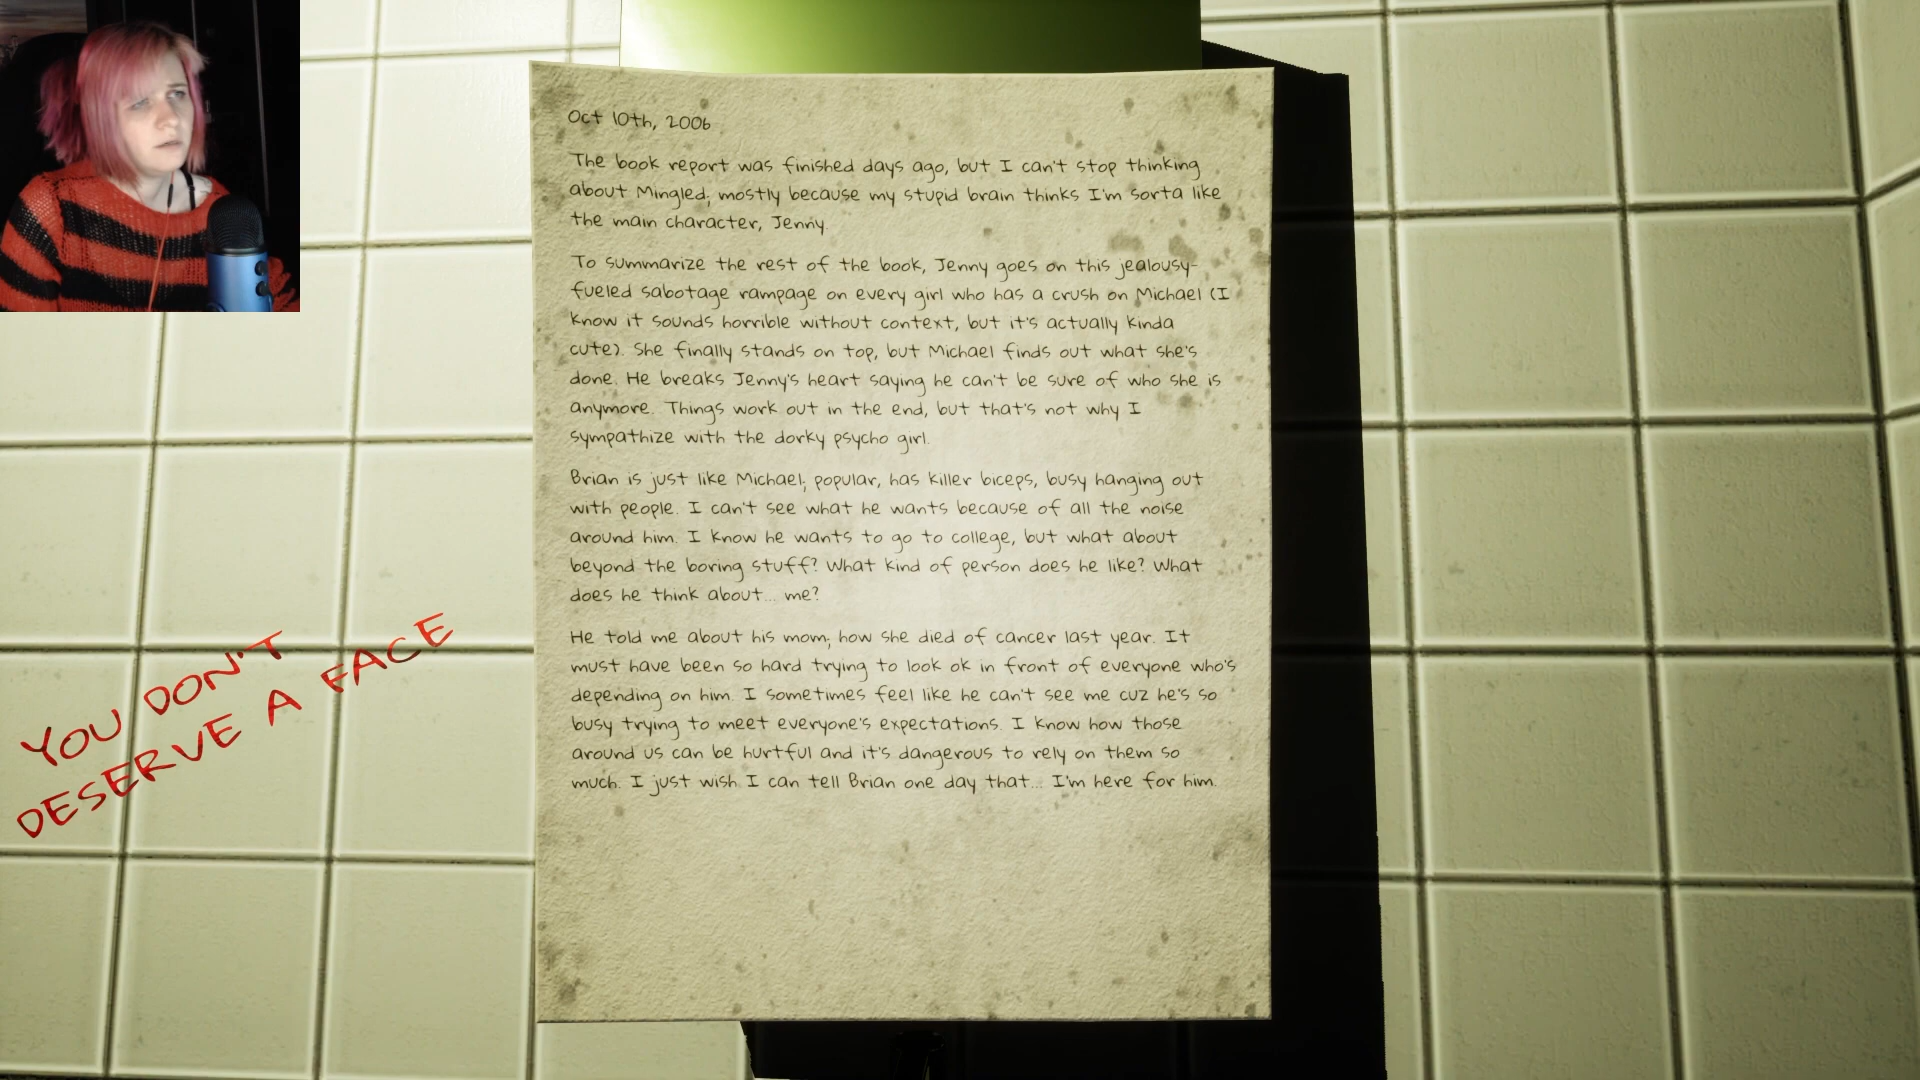 Oct 10th, 2006
The book report was finished days ago, but I can't stop thinking
about Mingled; mostly because my stupid brain thinks I'm sorta like
the main character, Jenny.
To summarize the rest of the book, Jenny goes on this jealousy-
fueled sabotage rampage on every girl who has a crush on Michael (I
know it sounds horrible without context, but it's actually kinda
cute). She finally stands on top, but Michael finds out what she's
done. He breaks Jenny's heart saying he can't be sure of who she is
anymore. Things work out in the end, but that's not why I
sympathize with the dorky psycho girl.
Brian is just like Michael; popular, has killer biceps, busy hanging out
with people. I can't see what he wants because of all the noise
around him. I know he wants to go to college, but what about
beyond the boring stuff? What kind of person does he like? What
does he think about... me?
He told me about his mom; how she died of cancer last year. It
must have been so hard trying to look ok in front of everyone who's
depending on him. I sometimes feel like he can't see me cuz he's so
busy trying to meet everyone's expectations. I know how those
around us can be hurtful and it's dangerous to rely on them so
much. I just wish I can tell Brian one day that... I'm here for him.
YOU DON'T
DESERVE A FACE